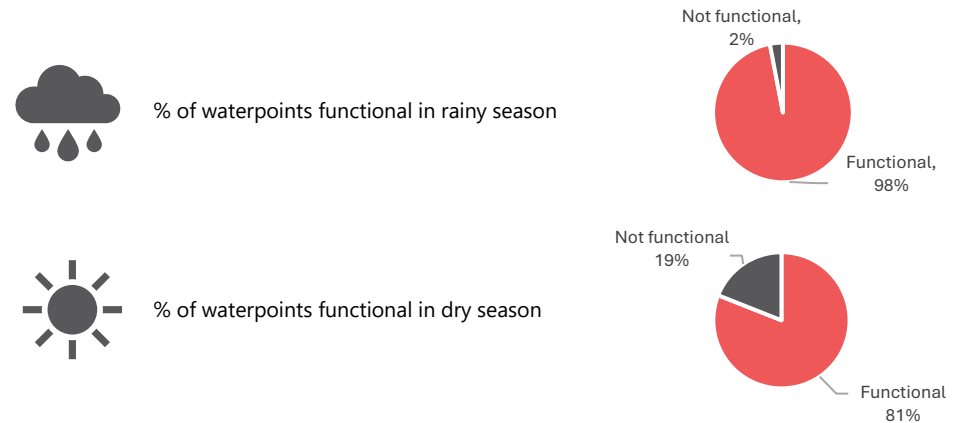 Not functional,
2%
% of waterpoints functional in rainy season
Functional,
98%
Not functional
19%
% of waterpoints functional in dry season
Functional
81%